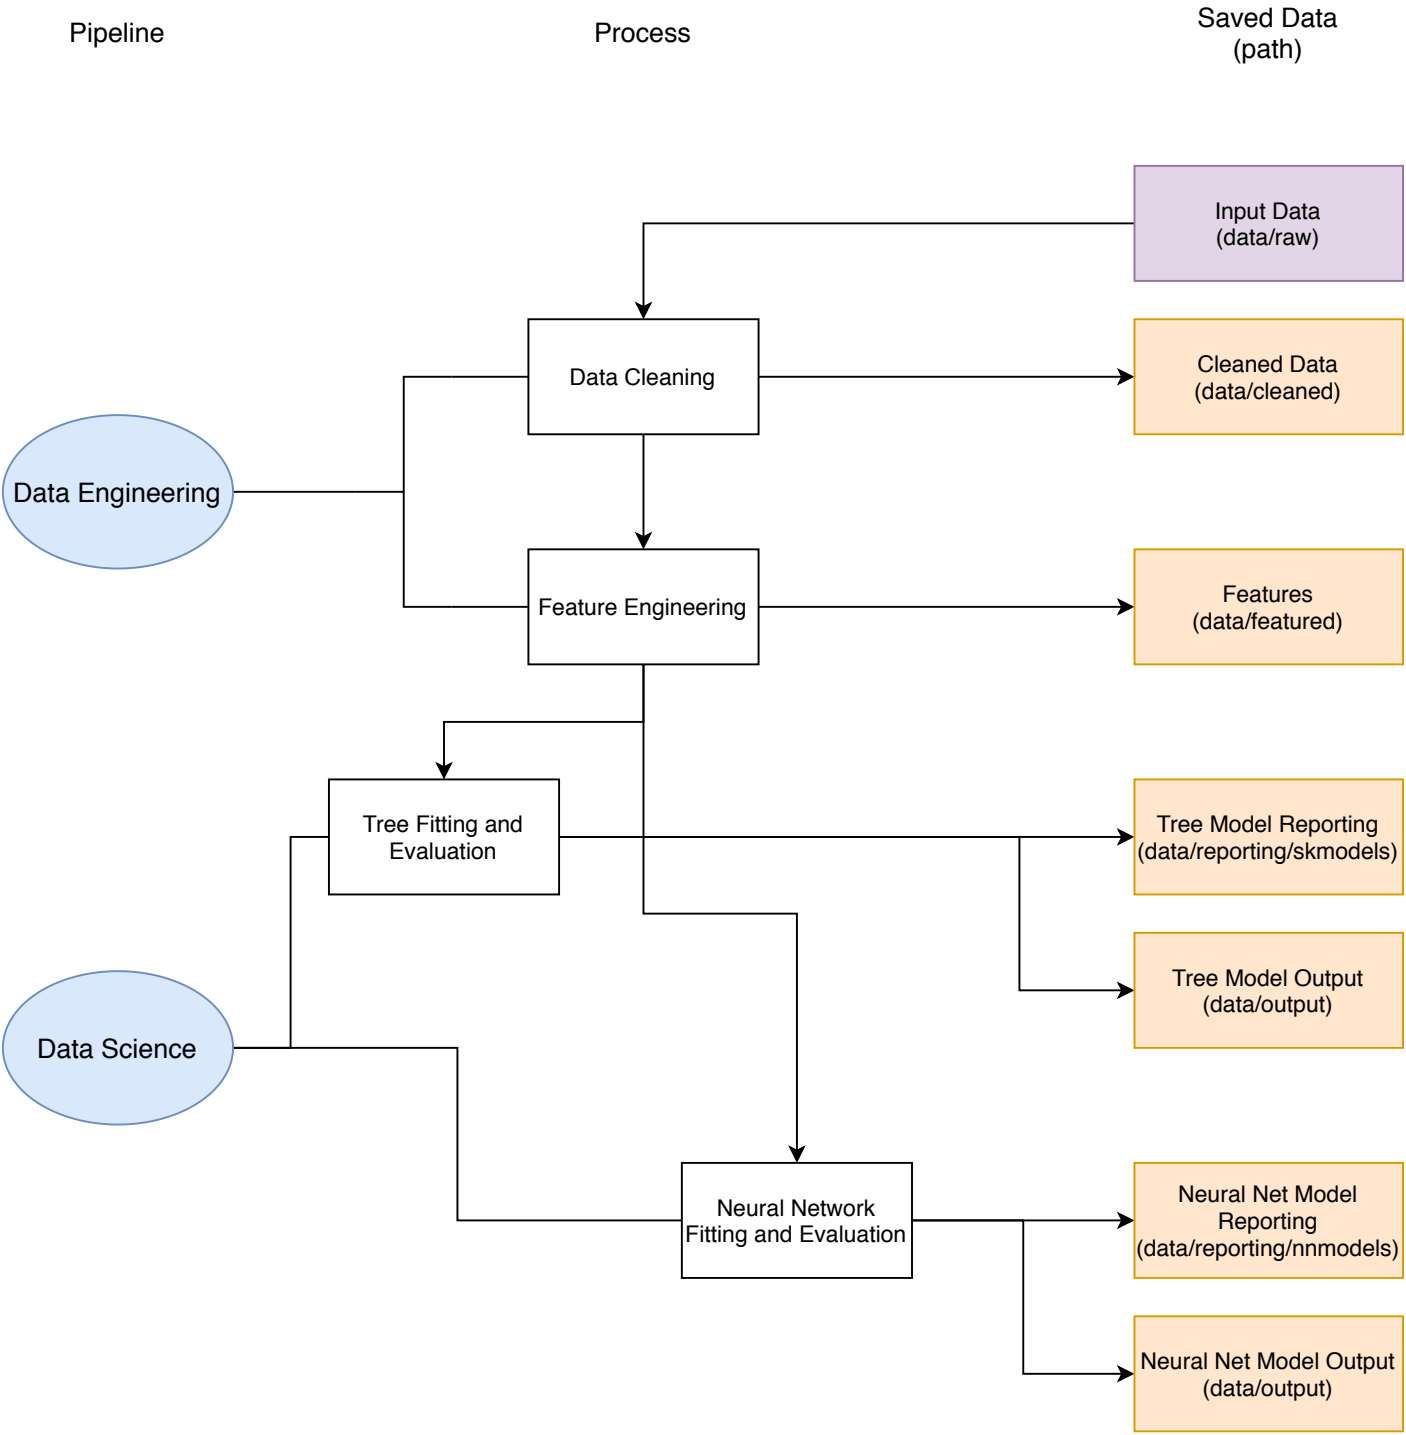 Pipeline
Process
Saved Data
(path)
Input Data
(data/raw)
Data Cleaning
Cleaned Data
(data/cleaned)
Data Engineering
Feature Engineering
Features
(data/featured)
Tree Fitting and
Evaluation
Tree Model Reporting
(data/reporting/skmodels)
Tree Model Output
(data/output)
Data Science
Neural Network
Fitting and Evaluation
Neural Net Model
Reporting
(data/reporting/nnmodels)
Neural Net Model Output
(data/output)